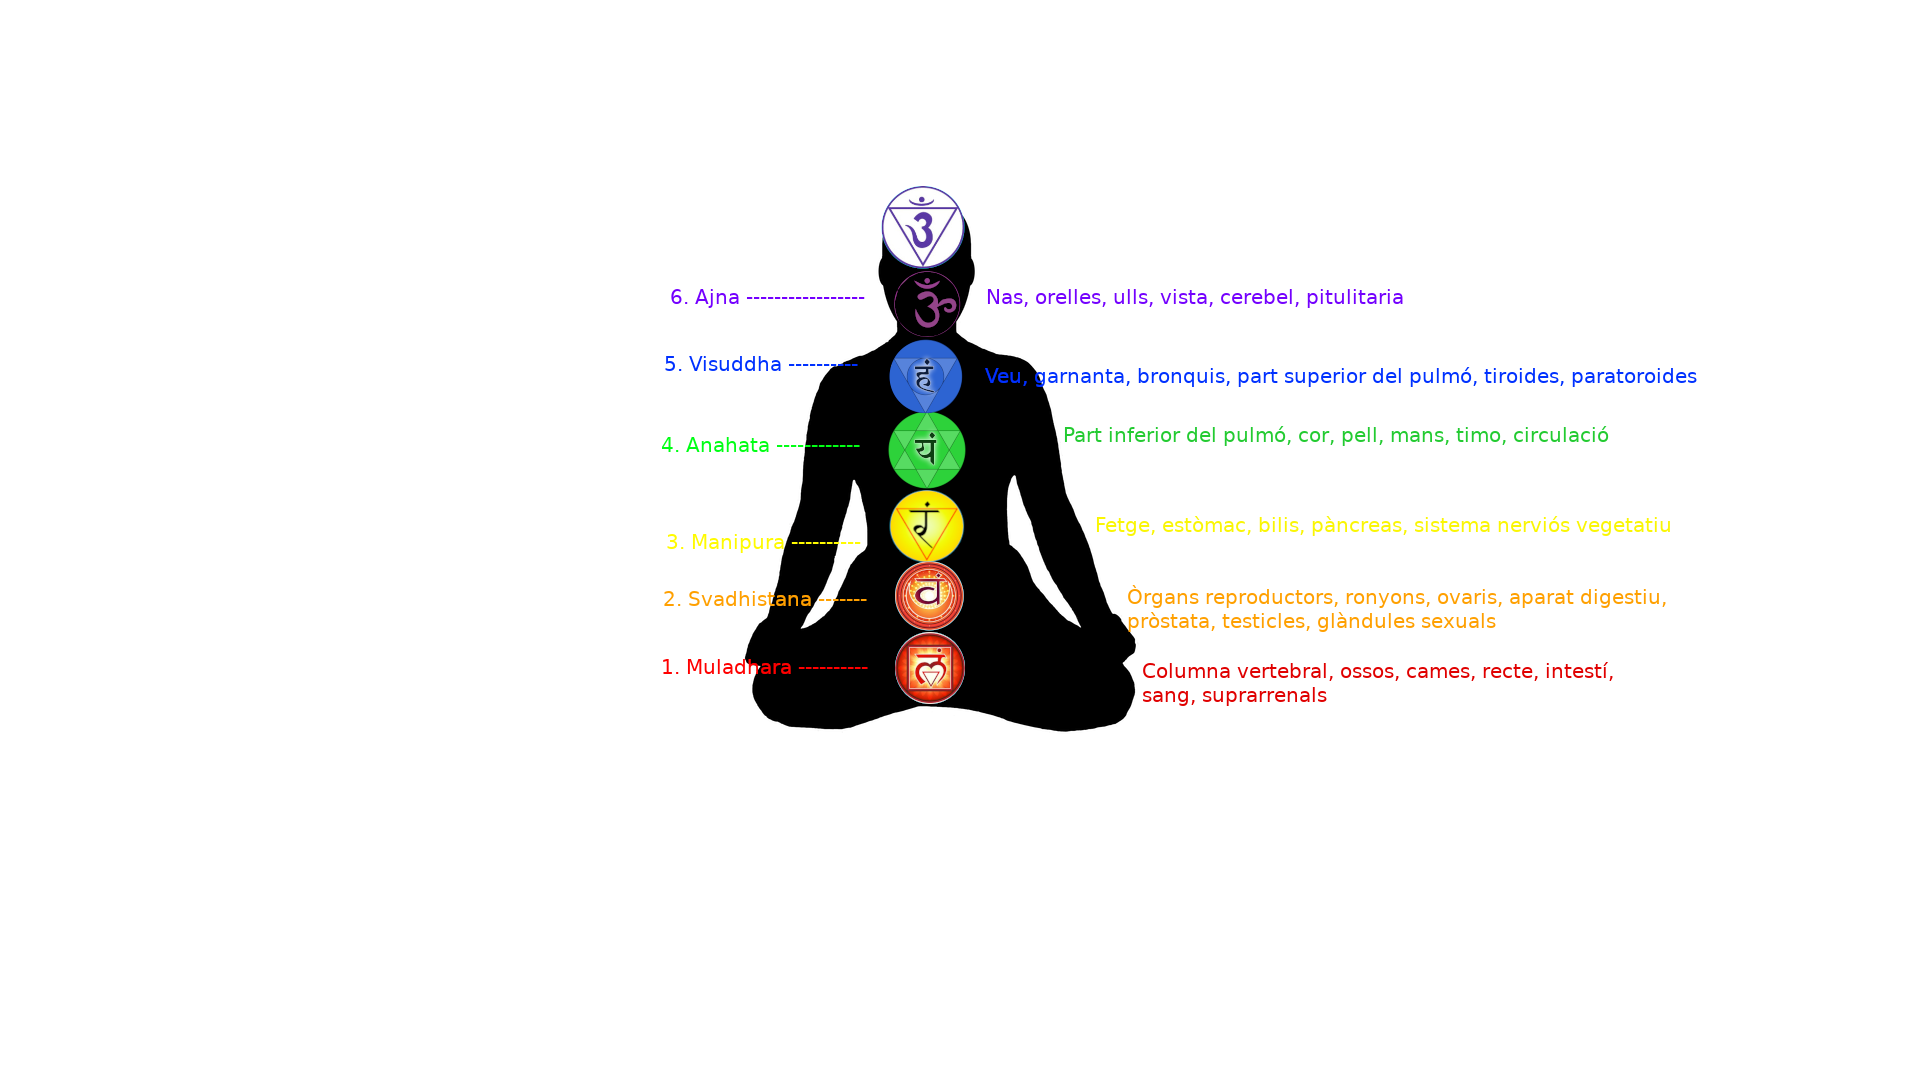 ॐ
6. Ajna ----------------- Nas, orelles, ulls, vista, cerebel, pitulitaria
5. Visuddha ----------
हं
Veu, garnanta, bronquis, part superior del pulmó, tiroides, paratoroides
Part inferior del pulmó, cor, pell, mans, timo, circulació
4. Anahata ------------
यं
Fetge, estòmac, bilis, pàncreas, sistema nerviós vegetatiu
रं
3. Manipura ----------
2. Svadhistana -------
वं
Òrgans reproductors, ronyons, ovaris, aparat digestiu,
pròstata, testicles, glàndules sexuals
1. Muladhara ----------
लं
Columna vertebral, ossos, cames, recte, intestí,
sang, suprarrenals